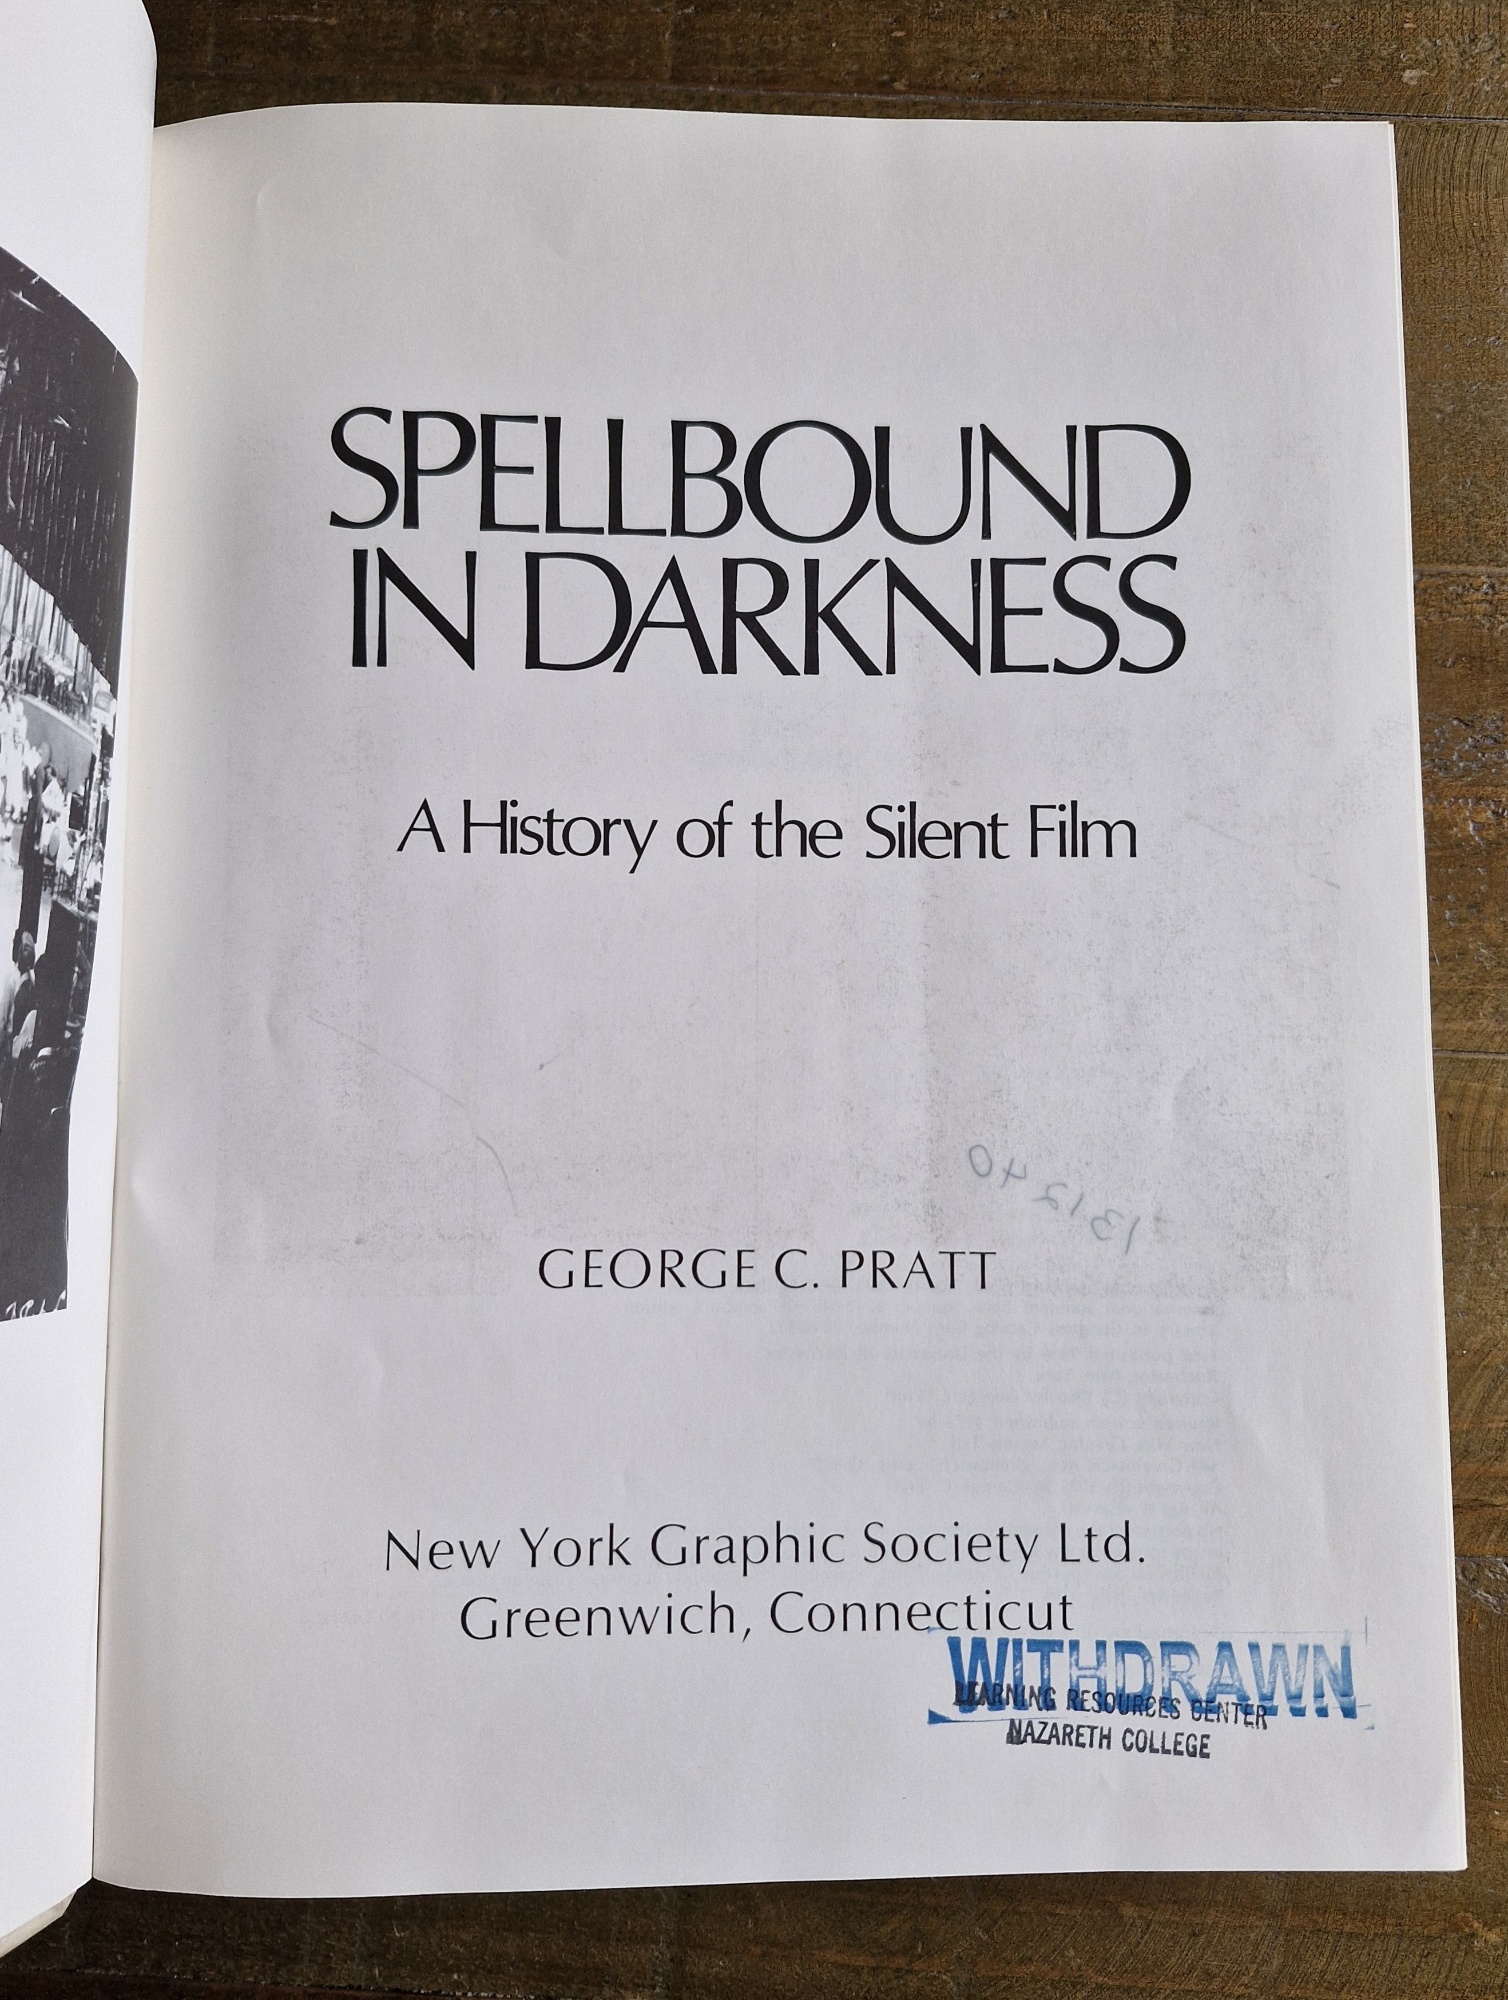 SPELLBOUND
IN DARKNESS
A History of the Silent Film
131240
GEORGE C. PRATT
New York Graphic Society Ltd.
Greenwich, Connecticut
WITHDRAWN
LEARNING RESOURCES CENTER
NAZARETH COLLEGE